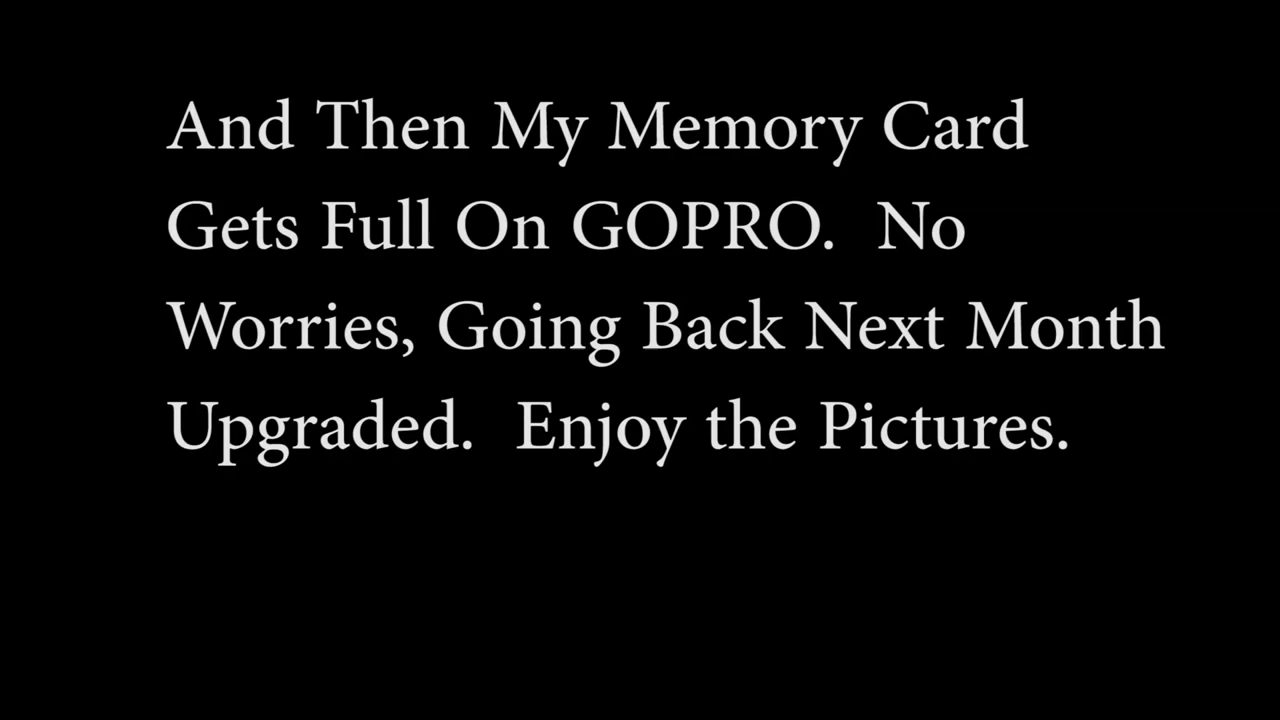 And Then My Memory Card
Gets Full On GOPRO.  No
Worries, Going Back Next Month
Upgraded.  Enjoy the Pictures.